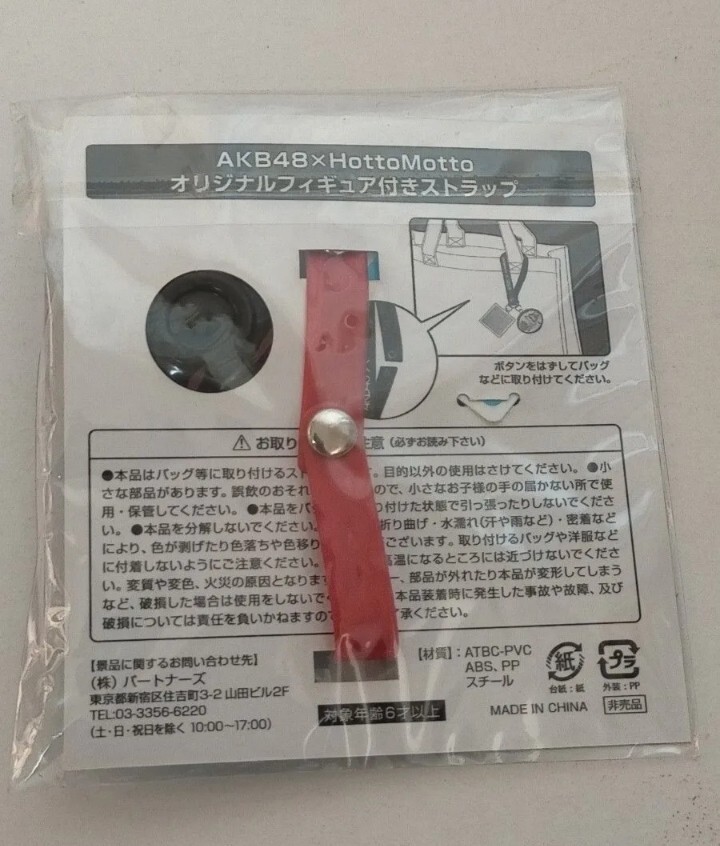 AKB48×HottoMotto
オリジナルフィギュア付きストラップ
ボタンをはずしてバッグ
などに取り付けてください。
⚠ お取り 意 (必ずお読み下さい)
●本品はバッグ等に取り付けるスト す。目的以外の使用はさけてください。●小
さな部品があります。誤飲のおそれ ので、小さなお子様の手の届かない所で使
用・保管してください。●本品をバ り付けた状態で引っ張ったりしないでくださ
い。●本品を分解しないでください。 折り曲げ・水濡れ(汗や雨など)・密着など
により、色が剥げたり色落ちや色移り ございます。取り付けるバッグや洋服など
に付着しないようにご注意ください。 高温になるところには近づけないでくださ
い。変質や変色、火災の原因となります 一、部品が外れたり本品が変形してしまう
など、破損した場合は使用をしないで 本品装着時に発生した事故や故障、及び
破損については責任を負いかねますので 了承ください。
【景品に関するお問い合わせ先】
(株) パートナーズ
東京都新宿区住吉町3-2 山田ビル2F
TEL:03-3356-6220
(土・日・祝日を除く 10:00〜17:00)
【材質】:ATBC-PVC
ABS, PP
スチール
紙
台紙:紙
プラ
外装:PP
対象年齢6才以上
MADE IN CHINA
非売品